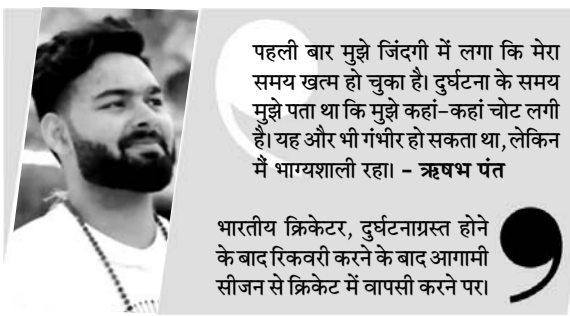 पहली बार मुझे जिंदगी में लगा कि मेरा
समय खत्म हो चुका है। दुर्घटना के समय
मुझे पता था कि मुझे कहां-कहां चोट लगी
है। यह और भी गंभीर हो सकता था, लेकिन
मैं भाग्यशाली रहा। - ऋषभ पंत
भारतीय क्रिकेटर, दुर्घटनाग्रस्त होने
के बाद रिकवरी करने के बाद आगामी
सीजन से क्रिकेट में वापसी करने पर।